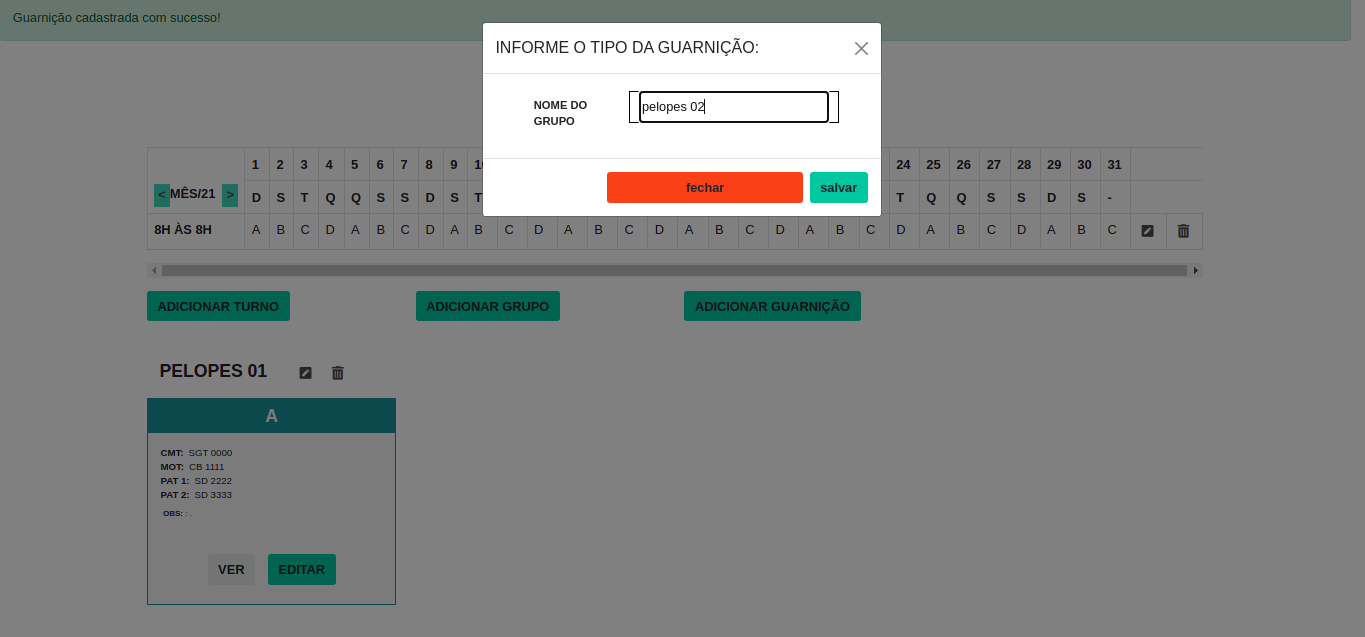 Guarnição cadastrada com sucesso!
INFORME O TIPO DA GUARNIÇÃO:
NOME DO
GRUPO
pelopes 02
fechar salvar
1 2 3 4 5 6 7 8 9 24 25 26 27 28 29 30 31
< MÊS/21 >
D S T Q Q S S D S T T Q Q S S D S -
8H ÀS 8H A B C D A B C D A B C D A B C D A B C D A B C D A B C D A B C
ADICIONAR TURNO ADICIONAR GRUPO ADICIONAR GUARNIÇÃO
PELOPES 01
A
CMT: SGT 0000
MOT: CB 1111
PAT 1: SD 2222
PAT 2: SD 3333
OBS: : .
VER EDITAR